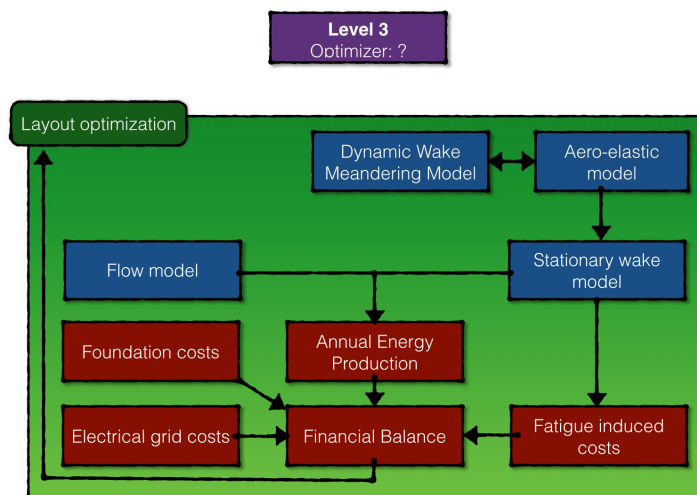 Level 3
Optimizer: ?
Layout optimization
Dynamic Wake
Meandering Model
Aero-elastic
model
Flow model
Stationary wake
model
Foundation costs
Annual Energy
Production
Electrical grid costs
Financial Balance
Fatigue induced
costs